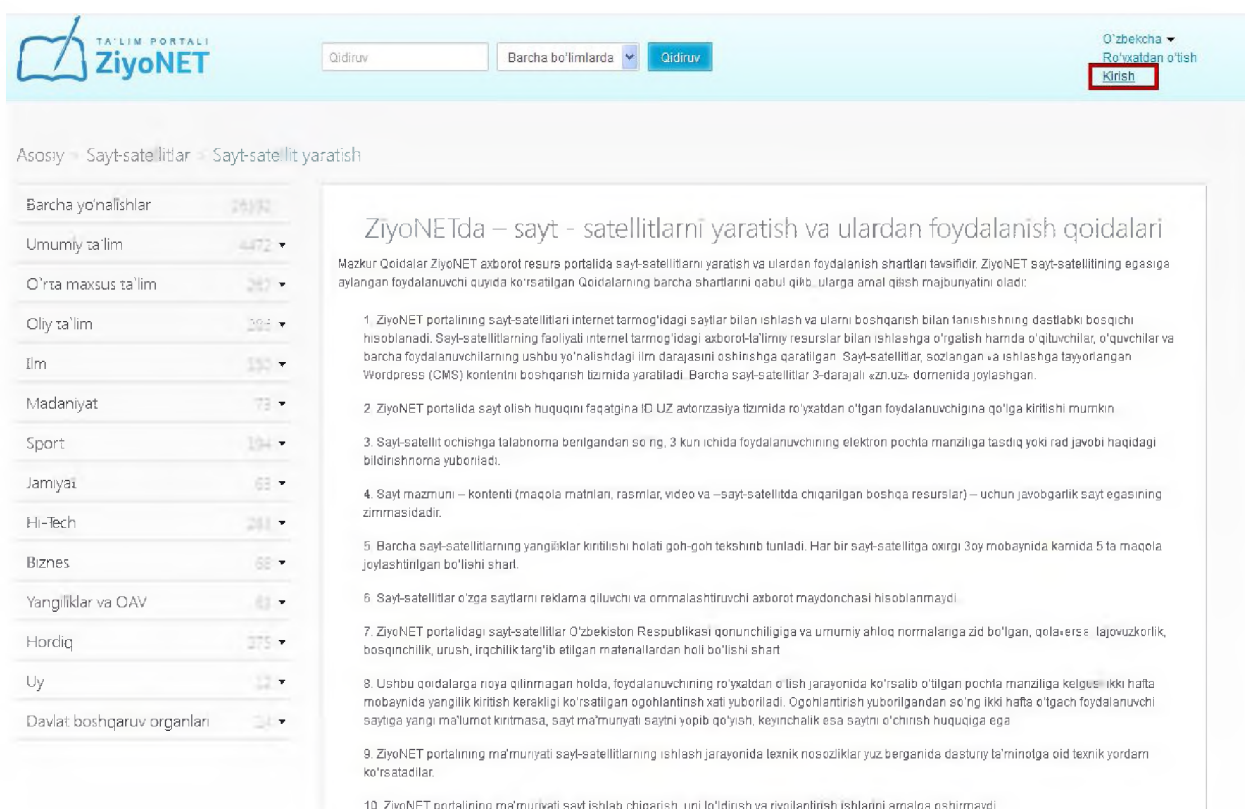 TA'LIM PORTALI
ZiyoNET
Qidiruv
Barcha bo'limlarda
Qidiruv
O'zbekcha
Ro'yxatdan o'tish
Kirish
Asosiy Sayt-satellitlar Sayt-satellit yaratish
Barcha yo'nalishlar
Umumiy ta`lim 4472
O`rta maxsus ta`lim
Oliy ta`lim
Ilm
Madaniyat 73
Sport
Jamiyat
Hi-Tech
Biznes
Yangiliklar va OAV
Hordiq
Uy
Davlat boshqaruv organlari
ZiyoNETda – sayt - satellitlarni yaratish va ulardan foydalanish qoidalari
Mazkur Qoidalar ZiyoNET axborot resurs portalida sayt-satellitlarni yaratish va ulardan foydalanish shartlari tavsifidir. ZiyoNET sayt-satellitining egasiga
aylangan foydalanuvchi quyida ko'rsatilgan Qoidalarning barcha shartlarini qabul qilib, ularga amal qilish majburiyatini oladi:
1. ZiyoNET portalining sayt-satellitlari internet tarmog'idagi saytlar bilan ishlash va ularni boshqarish bilan tanishishning dastlabki bosqichi
hisoblanadi. Sayt-satellitlarning faoliyati internet tarmog'idagi axborot-ta'limiy resurslar bilan ishlashga o'rgatish hamda o'qituvchilar, o'quvchilar va
barcha foydalanuvchilarning ushbu yo'nalishdagi ilm darajasini oshirishga qaratilgan. Sayt-satellitlar, sozlangan va ishlashga tayyorlangan
Wordpress (CMS) kontentni boshqarish tizimida yaratiladi. Barcha sayt-satellitlar 3-darajali «zn.uz» domenida joylashgan.
2. ZiyoNET portalida sayt olish huquqini faqatgina ID.UZ avtorizasiya tizimida ro'yxatdan o'tgan foydalanuvchigina qo'lga kiritishi mumkin
3. Sayt-satellit ochishga talabnoma berilgandan so'ng, 3 kun ichida foydalanuvchining elektron pochta manziliga tasdiq yoki rad javobi haqidagi
bildirishnoma yuboriladi.
4. Sayt mazmuni – kontenti (maqola matnlari, rasmlar, video va –sayt-satellitda chiqarilgan boshqa resurslar) – uchun javobgarlik sayt egasining
zimmasidadir.
5. Barcha sayt-satellitlarning yangiliklar kiritilishi holati goh-goh tekshirib turiladi. Har bir sayt-satellitga oxirgi 3oy mobaynida kamida 5 ta maqola
joylashtirilgan bo'lishi shart.
6. Sayt-satellitlar o'zga saytlarni reklama qiluvchi va ommalashtiruvchi axborot maydonchasi hisoblanmaydi.
7. ZiyoNET portalidagi sayt-satellitlar O'zbekiston Respublikasi qonunchiligiga va umumiy ahloq normalariga zid bo'lgan, qolaversa, tajovuzkorlik,
bosqinchilik, urush, irqchilik targ'ib etilgan materiallardan holi bo'lishi shart
8. Ushbu qoidalarga rioya qilinmagan holda, foydalanuvchining ro'yxatdan o'tish jarayonida ko'rsatib o'tilgan pochta manziliga kelgusi ikki hafta
mobaynida yangilik kiritish kerakligi ko'rsatilgan ogohlantirish xati yuboriladi. Ogohlantirish yuborilgandan so'ng ikki hafta o'tgach foydalanuvchi
saytiga yangi ma'lumot kiritmasa, sayt ma'muriyati saytni yopib qo'yish, keyinchalik esa saytni o'chirish huquqiga ega
9. ZiyoNET portalining ma'muriyati sayt-satellitlarning ishlash jarayonida texnik nosozliklar yuz berganida dasturiy ta'minotga oid texnik yordam
ko'rsatadilar.
10. ZiyoNET portalining ma'muriyati sayt ishlab chiqarish, uni to'ldirish va rivojlantirish ishlarini amalga oshirmaydi